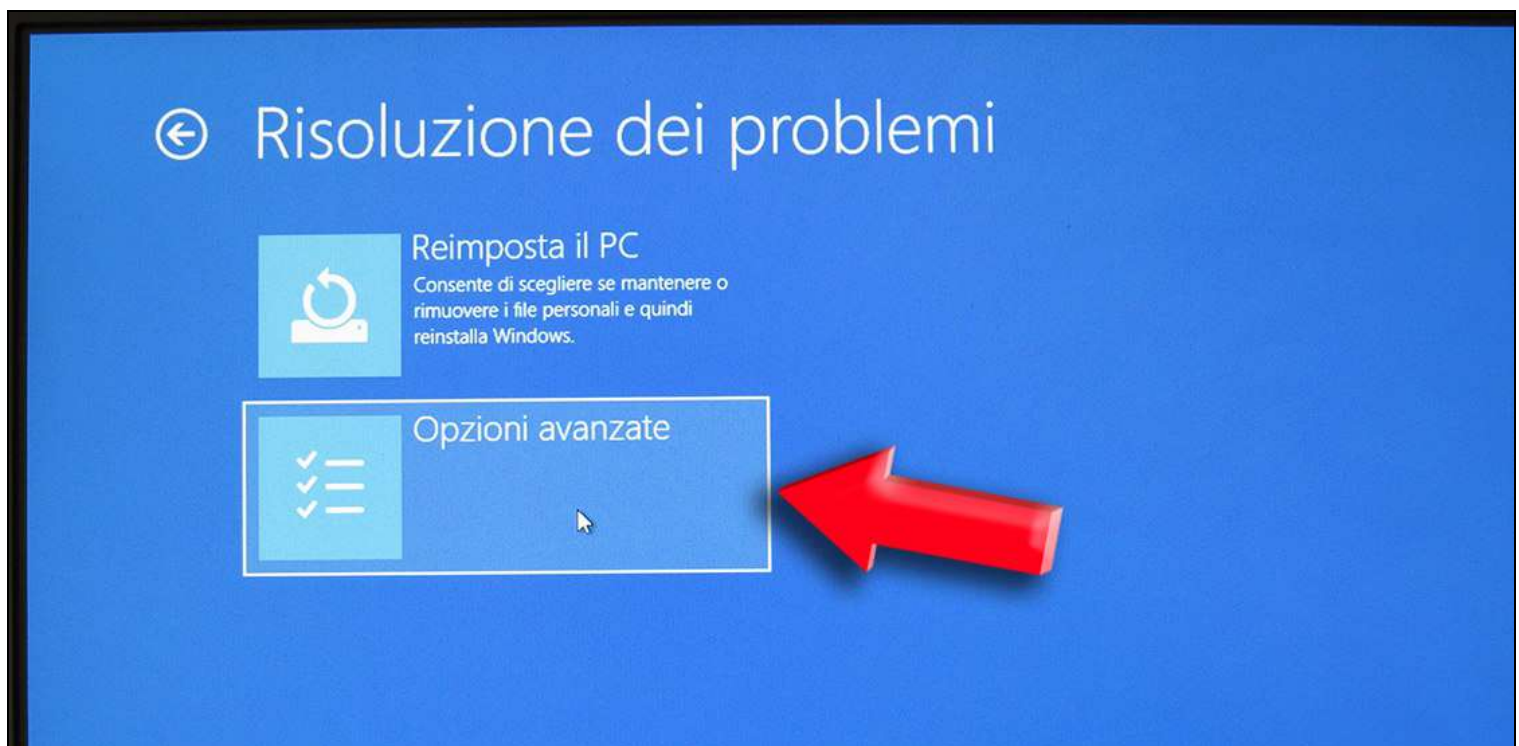 Risoluzione dei problemi
Reimposta il PC
Consente di scegliere se mantenere o
rimuovere i file personali e quindi
reinstalla Windows.
Opzioni avanzate